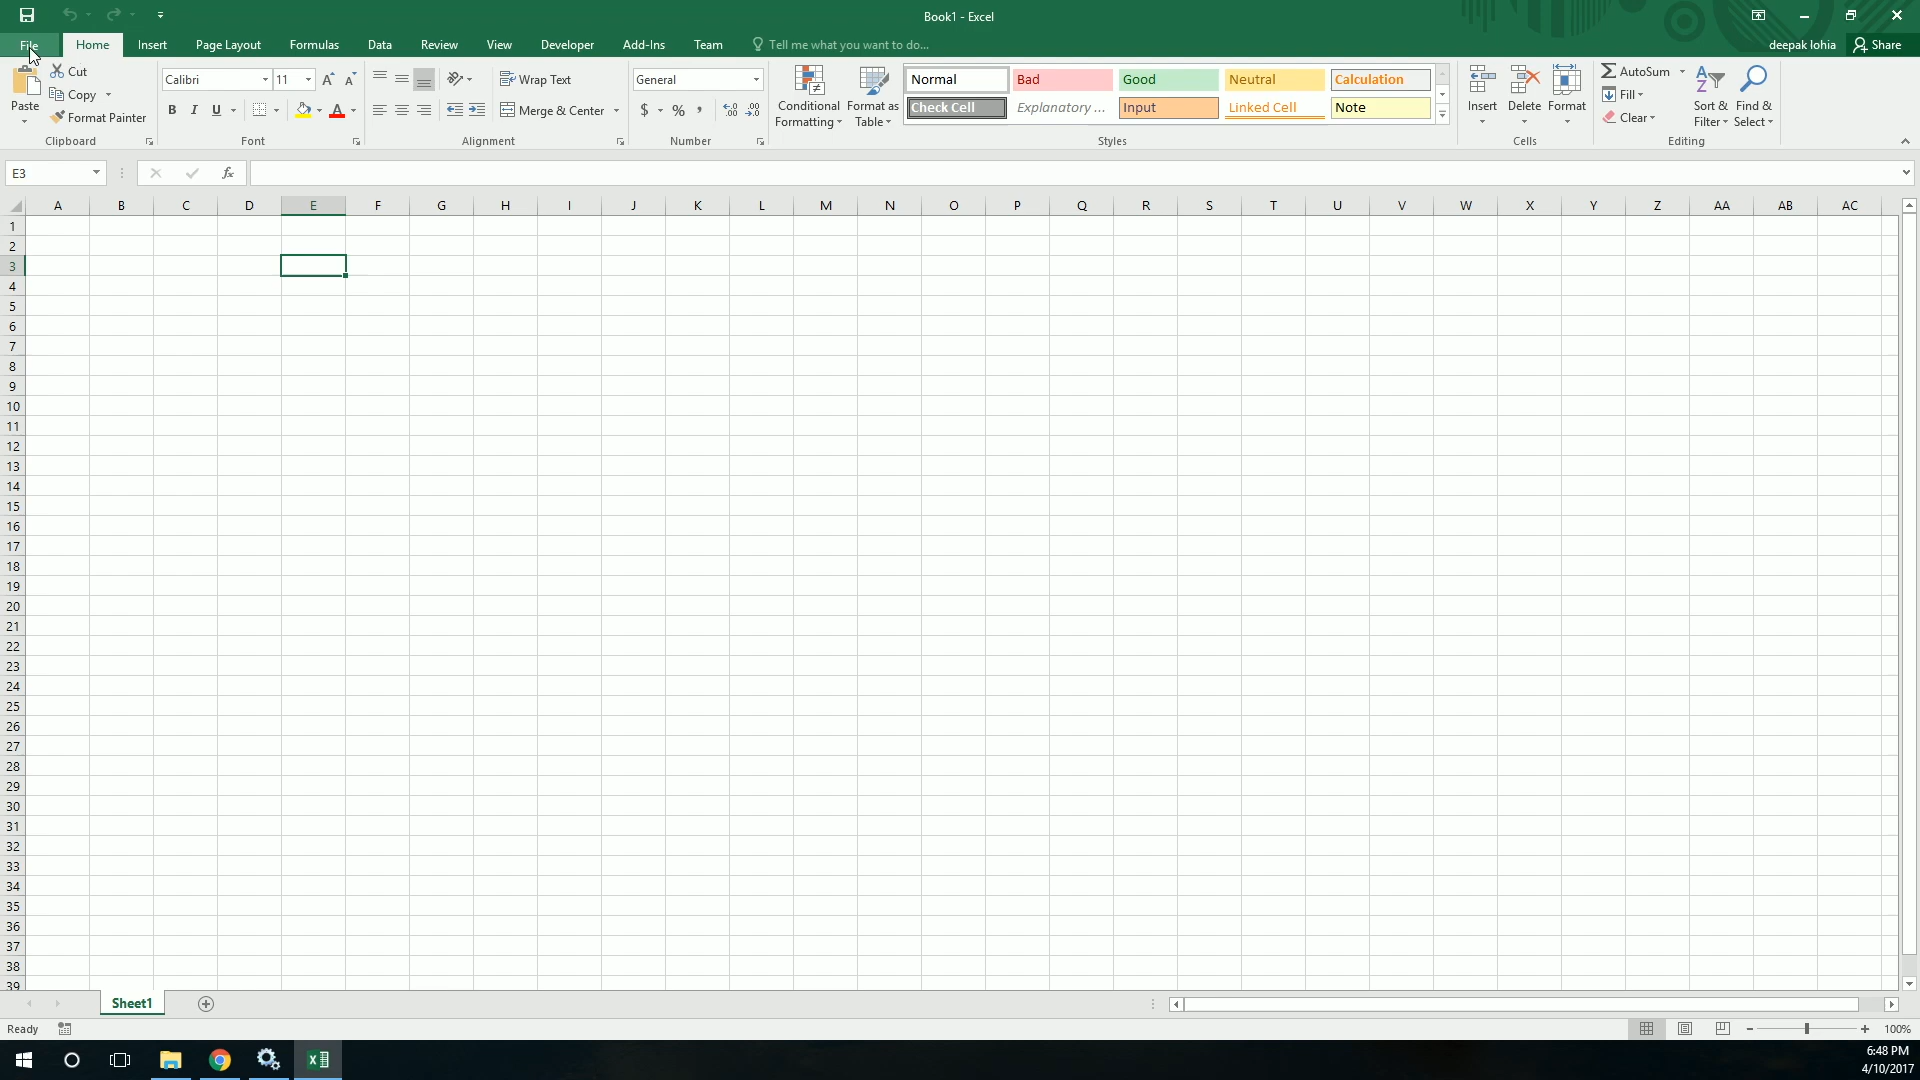 Book1 - Excel
File Home Insert Page Layout Formulas Data Review View Developer Add-Ins Team Tell me what you want to do... deepak lohia Share
Paste
Cut
Copy
Format Painter
Clipboard
Calibri 11
B I U
Font
Wrap Text
Merge & Center
Alignment
General
$ % ,
Number
Conditional Formatting
Format as Table
Normal Bad Good Neutral Calculation
Check Cell Explanatory ... Input Linked Cell Note
Styles
Insert Delete Format
Cells
AutoSum
Fill
Clear
Sort & Filter
Find & Select
Editing
E3 fx
A B C D E F G H I J K L M N O P Q R S T U V W X Y Z AA AB AC
1
2
3
4
5
6
7
8
9
10
11
12
13
14
15
16
17
18
19
20
21
22
23
24
25
26
27
28
29
30
31
32
33
34
35
36
37
38
39
Sheet1
Ready 100%
6:48 PM
4/10/2017